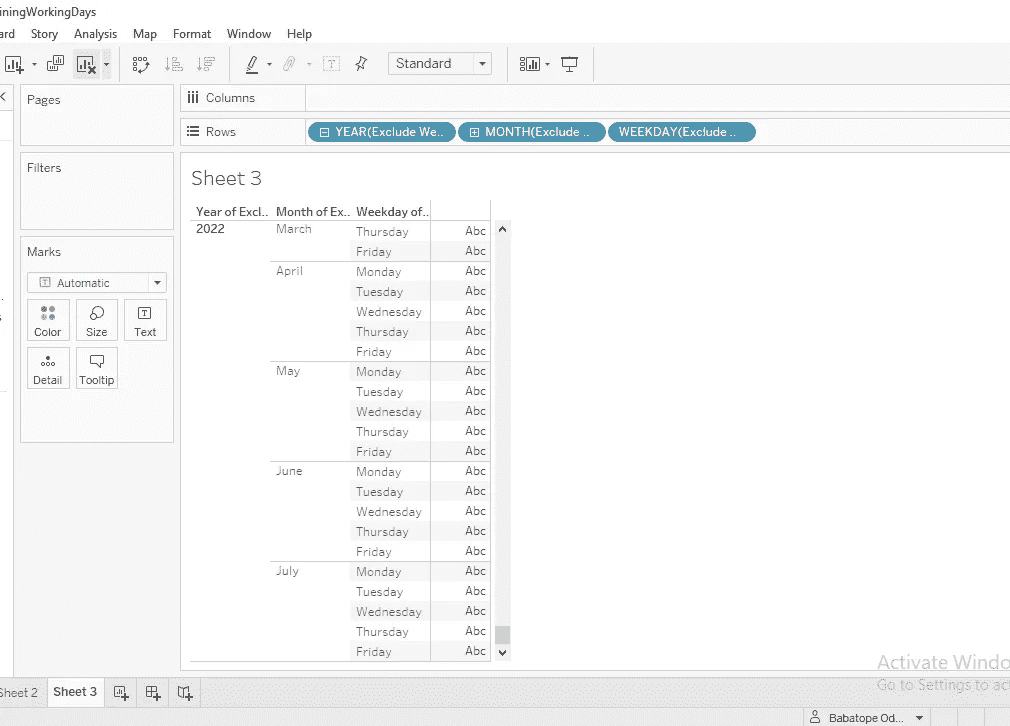 iningWorkingDays
ard Story Analysis Map Format Window Help
Standard
Pages
Columns
Rows
YEAR(Exclude We.. MONTH(Exclude .. WEEKDAY(Exclude ..
Filters
Sheet 3
Year of Excl.. Month of Ex.. Weekday of..
2022 March Thursday Abc
Friday Abc
April Monday Abc
Tuesday Abc
Wednesday Abc
Thursday Abc
Friday Abc
May Monday Abc
Tuesday Abc
Wednesday Abc
Thursday Abc
Friday Abc
June Monday Abc
Tuesday Abc
Wednesday Abc
Thursday Abc
Friday Abc
July Monday Abc
Tuesday Abc
Wednesday Abc
Thursday Abc
Friday Abc
Marks
Automatic
Color Size Text
Detail Tooltip
Activate Windo
Go to Settings to ac
Sheet 2 Sheet 3
Babatope Od...